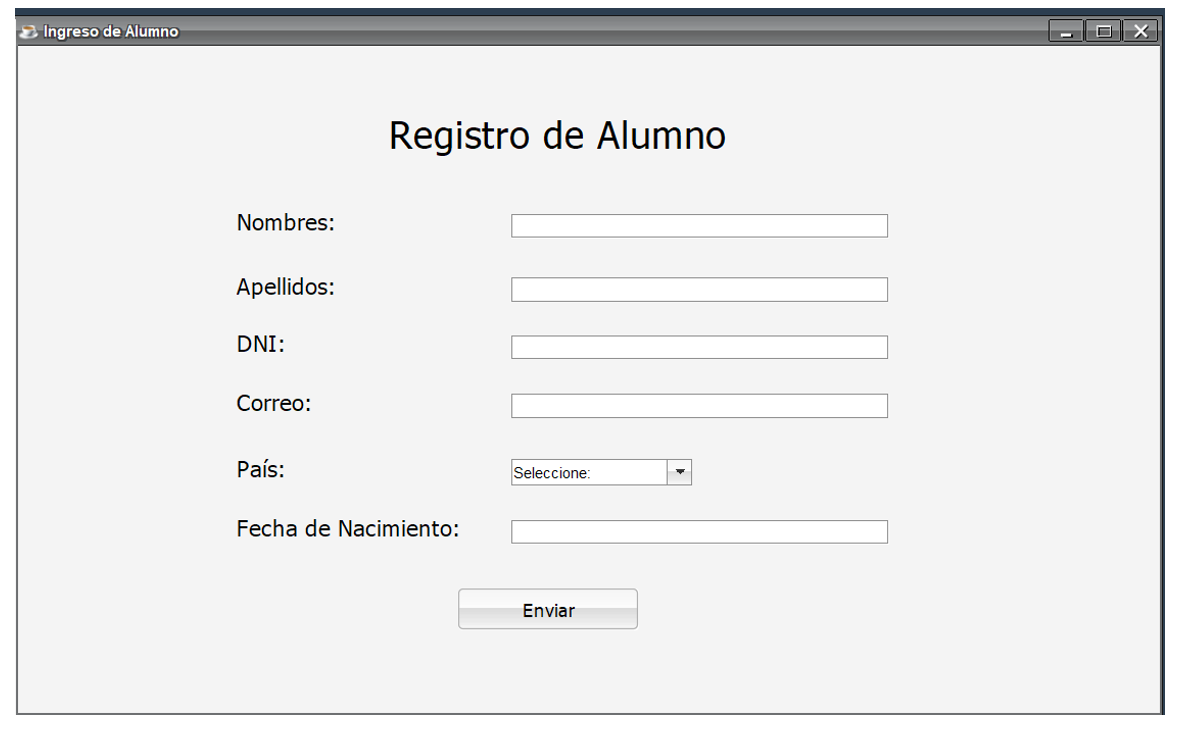 Ingreso de Alumno
Registro de Alumno
Nombres:
Apellidos:
DNI:
Correo:
País:
Seleccione:
Fecha de Nacimiento:
Enviar